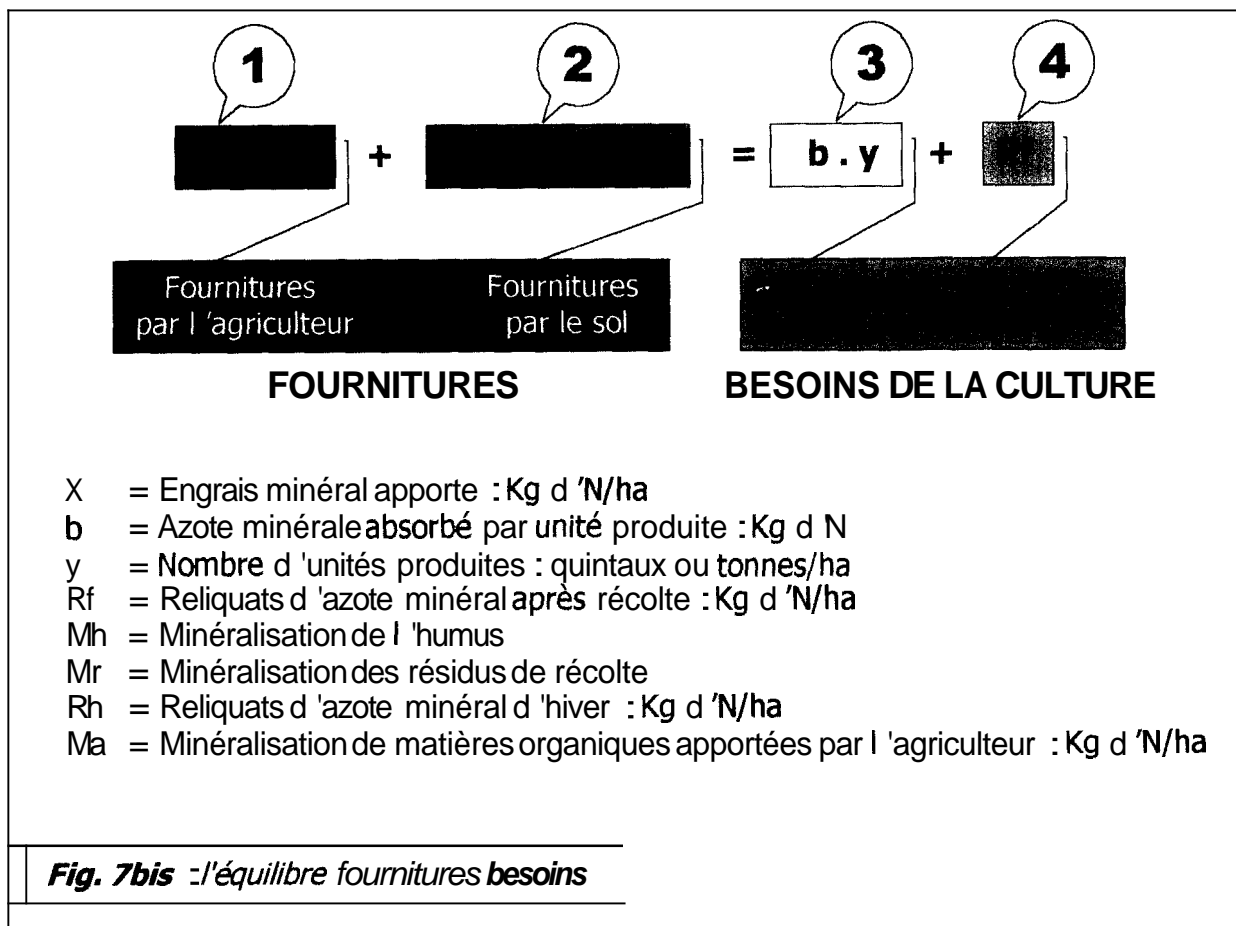 1 2 3 4
+ = b . y +
Fournitures par l 'agriculteur
Fournitures par le sol
FOURNITURES BESOINS DE LA CULTURE
X = Engrais minéral apporte : Kg d 'N/ha
b = Azote minérale absorbé par unité produite : Kg d 'N
y = Nombre d 'unités produites : quintaux ou tonnes/ha
Rf = Reliquats d 'azote minéral après récolte : Kg d 'N/ha
Mh = Minéralisation de l 'humus
Mr = Minéralisation des résidus de récolte
Rh = Reliquats d 'azote minéral d 'hiver : Kg d 'N/ha
Ma = Minéralisation de matières organiques apportées par l 'agriculteur : Kg d 'N/ha
Fig. 7bis : l'équilibre fournitures besoins